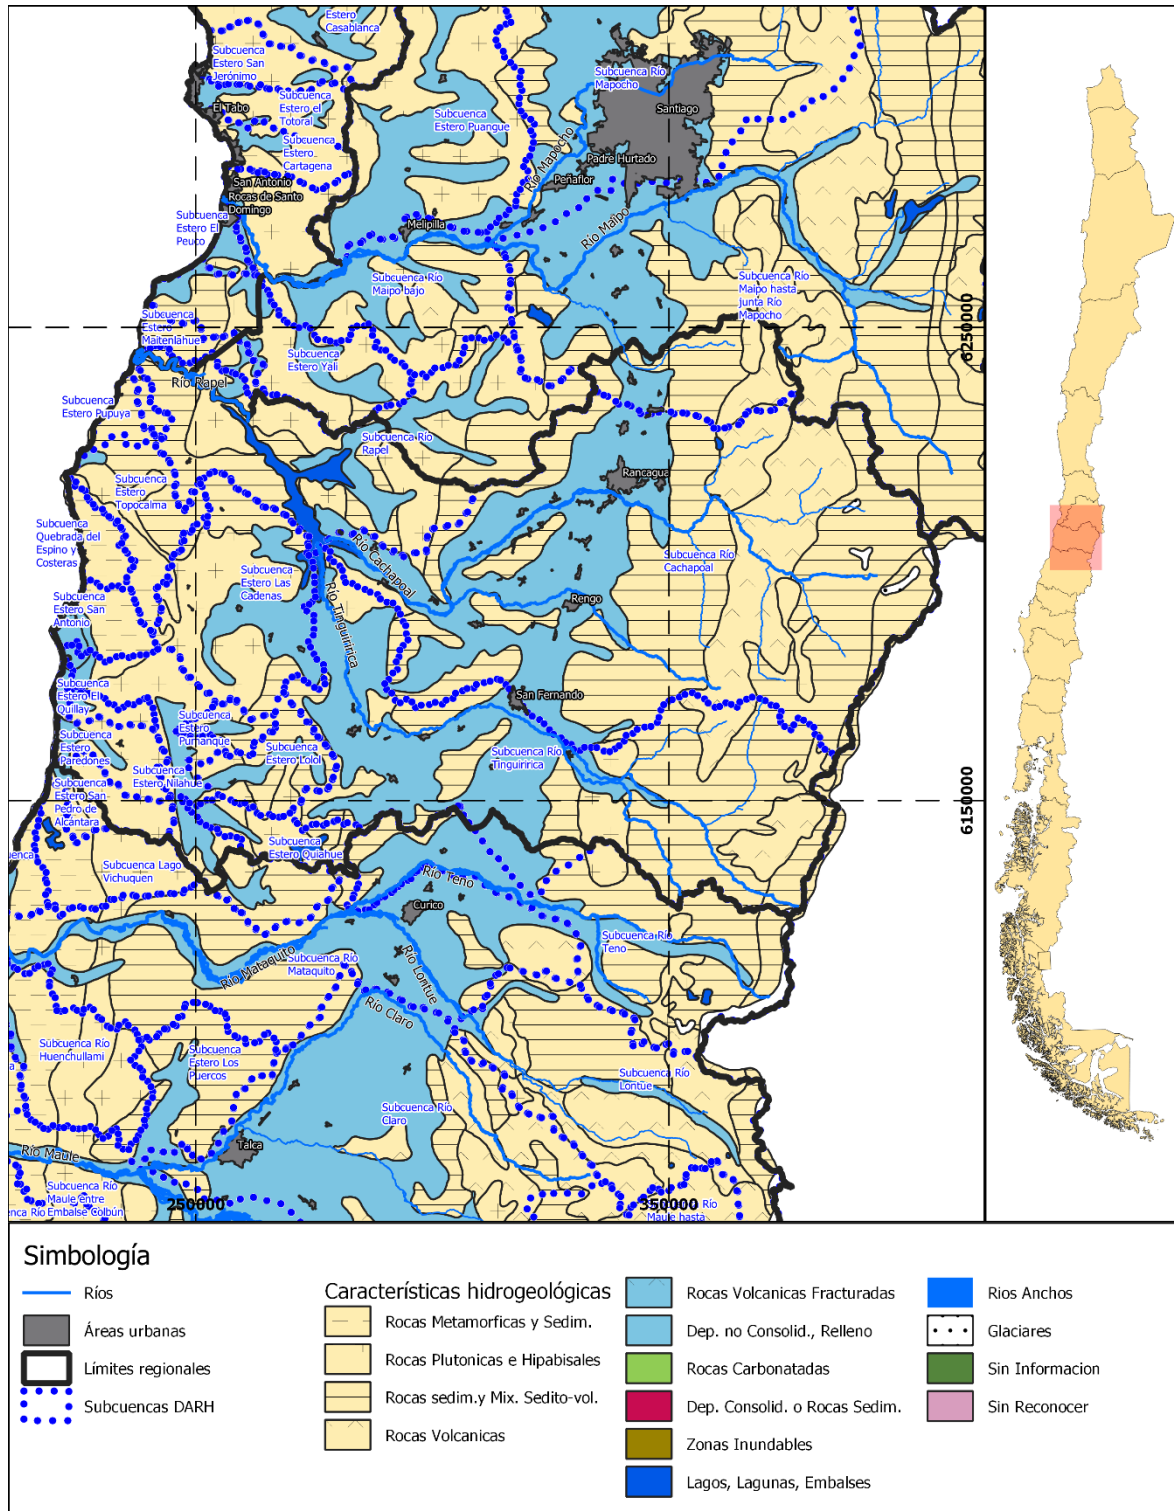 Estero
Casablanca
Subcuenca
Estero San
Jerónimo
Subcuenca Río
Mapocho
El Tabo
Subcuenca
Estero el
Totoral
Subcuenca
Estero Puangue
Santiago
Subcuenca
Estero
Cartagena
Río Mapocho
Padre Hurtado
Peñaflor
San Antonio
Rocas de Santo
Domingo
Subcuenca
Estero El
Peuco
Melipilla
Río Maipo
Subcuenca Río
Maipo bajo
Subcuenca Río
Maipo hasta
junta Río
Mapocho
Subcuenca
Estero
Maitenlahue
6250000
Subcuenca
Estero Yali
Río Rapel
Subcuenca
Estero Pupuya
Subcuenca Río
Rapel
Rancagua
Subcuenca
Estero
Topocalma
Subcuenca
Quebrada del
Espino y
Costeras
Río Cachapoal
Subcuenca Río
Cachapoal
Subcuenca
Estero Las
Cadenas
Río Tinguiririca
Subcuenca
Estero San
Antonio
Rengo
Subcuenca
Estero El
Quillay
San Fernando
Subcuenca
Estero
Pumanque
Subcuenca
Estero
Paredones
Subcuenca
Estero Lolol
Subcuenca Río
Tinguiririca
Subcuenca
Estero Nilahue
Subcuenca
Estero San
Pedro de
Alcántara
6150000
Subcuenca
Estero Quiahue
uenca
Subcuenca Lago
Vichuquen
Río Teno
Curico
Subcuenca Río
Teno
Río Mataquito
Subcuenca Río
Mataquito
Río Lontue
Río Claro
Subcuenca Río
Huenchullami
a
Subcuenca
Estero Los
Puercos
Subcuenca Río
Lontue
Subcuenca Río
Claro
Talca
Río Maule
Subcuenca Río
Maule entre
enca Río Embalse Colbún
250000
350000
Río
Maule hasta
Simbología
Ríos
Áreas urbanas
Límites regionales
Subcuencas DARH
Características hidrogeológicas
Rocas Metamorficas y Sedim.
Rocas Plutonicas e Hipabisales
Rocas sedim.y Mix. Sedito-vol.
Rocas Volcanicas
Rocas Volcanicas Fracturadas
Dep. no Consolid., Relleno
Rocas Carbonatadas
Dep. Consolid. o Rocas Sedim.
Zonas Inundables
Lagos, Lagunas, Embalses
Rios Anchos
Glaciares
Sin Informacion
Sin Reconocer